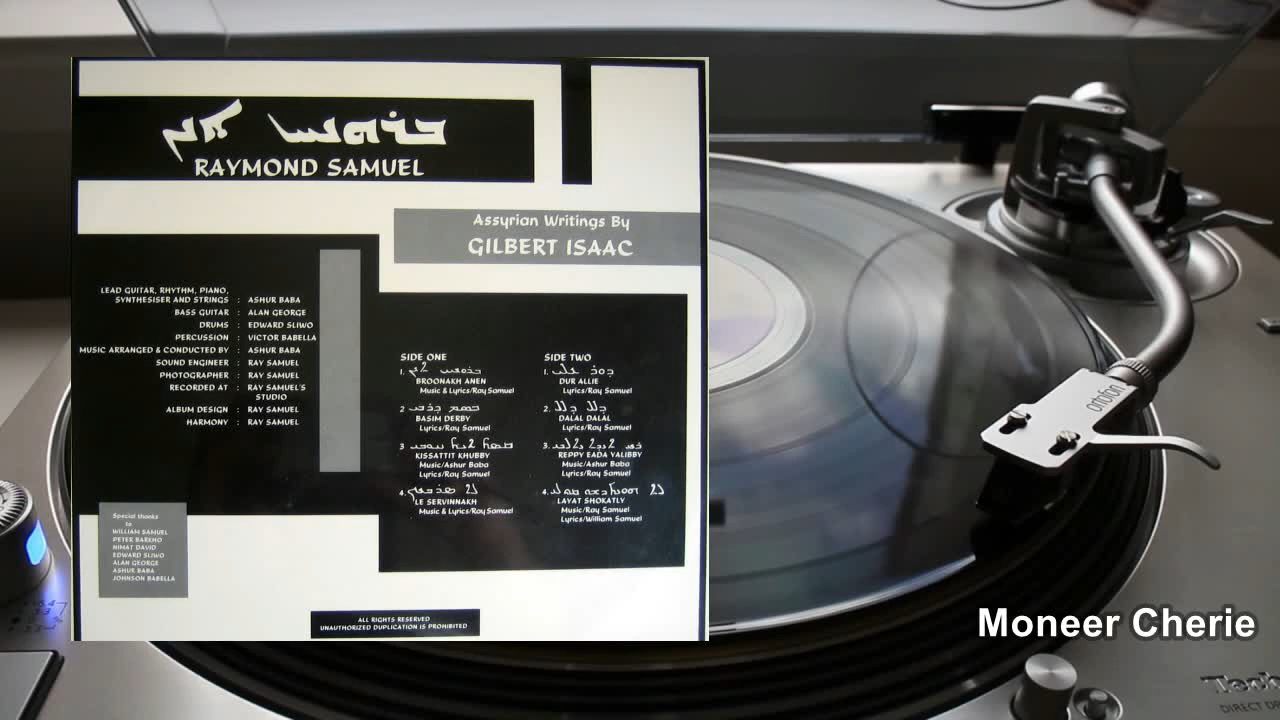 RAYMOND SAMUEL
Assyrian Writings By
GILBERT ISAAC
LEAD GUITAR, RHYTHM, PIANO,
SYNTHESISER AND STRINGS : ASHUR BABA
BASS GUITAR : ALAN GEORGE
DRUMS : EDWARD SLIWO
PERCUSSION : VICTOR BABELLA
MUSIC ARRANGED & CONDUCTED BY : ASHUR BABA
SOUND ENGINEER : RAY SAMUEL
PHOTOGRAPHER : RAY SAMUEL
RECORDED AT : RAY SAMUEL'S
STUDIO
ALBUM DESIGN : RAY SAMUEL
HARMONY : RAY SAMUEL
SIDE ONE
1.
BROONAKH ANEN
Music & Lyrics/Ray Samuel
2
BASIM DERBY
Lyrics/Ray Samuel
3
KISSATTIT KHUBBY
Music/Ashur Baba
Lyrics/Ray Samuel
4.
LE SERVINNAKH
Music & Lyrics/Ray Samuel
SIDE TWO
1. ܕܘܪ ܥܠܝ
DUR ALLIE
Lyrics/Ray Samuel
2. ܕܠܠ ܕܠܠ
DALAL DALAL
Lyrics/Ray Samuel
3.
REPPY EADA YALIBBY
Music/Ashur Baba
Lyrics/Ray Samuel
4.
LAYAT SHOKATLY
Music/Ray Samuel
Lyrics/William Samuel
Special thanks
to
WILLIAM SAMUEL
PETER BARKHO
NIMAT DAVID
EDWARD SLIWO
ALAN GEORGE
ASHUR BABA
JOHNSON BABELLA
ALL RIGHTS RESERVED
UNAUTHORIZED DUPLICATION IS PROHIBITED
ortofon
Moneer Cherie